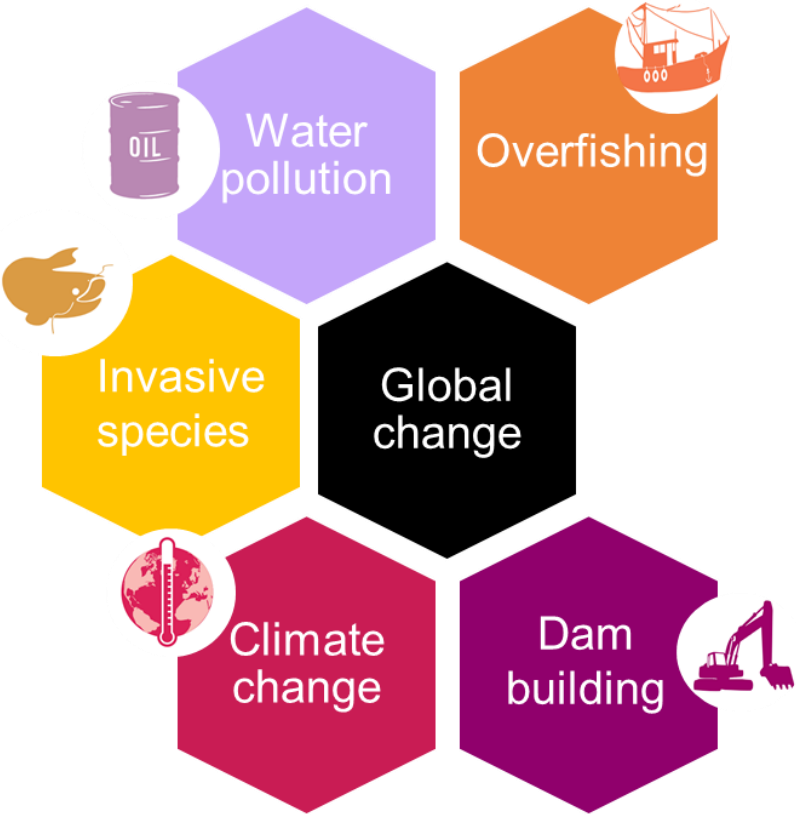 OIL
Water
pollution
Overfishing
Invasive
species
Global
change
Climate
change
Dam
building